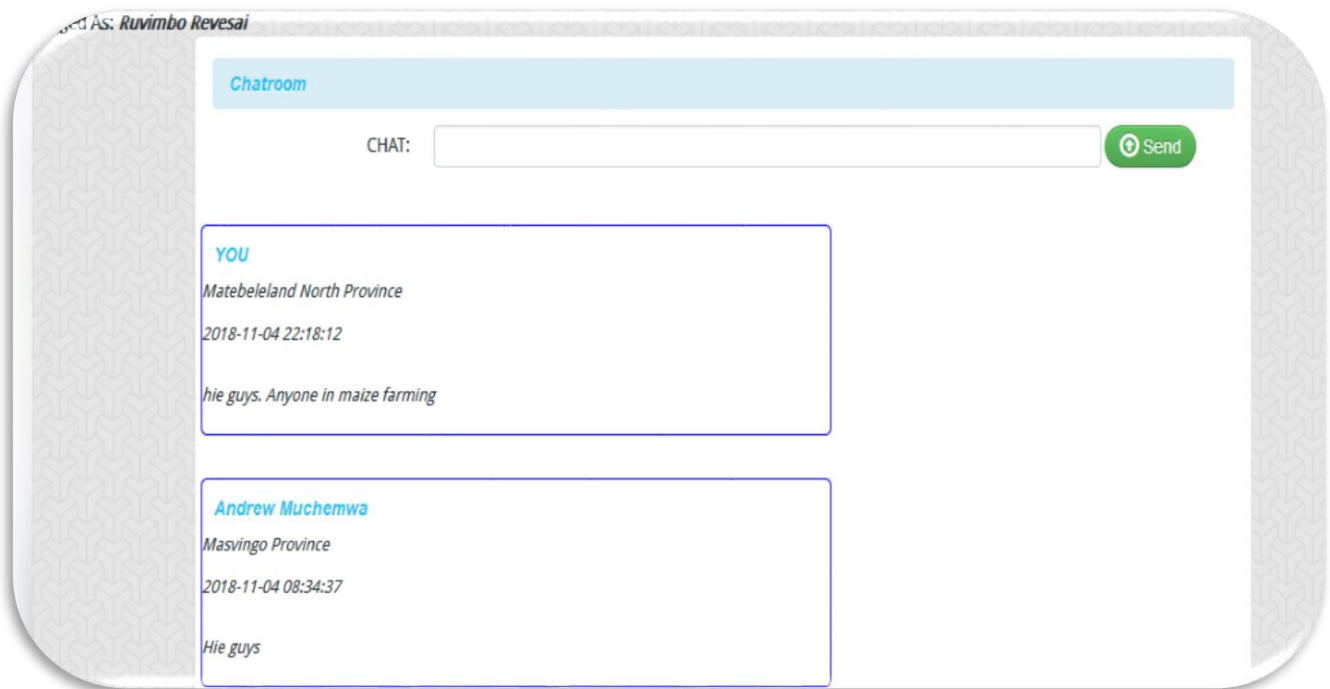 As: Ruvimbo Revesai
Chatroom
CHAT:
Send
YOU
Matebeleland North Province
2018-11-04 22:18:12
hie guys. Anyone in maize farming
Andrew Muchemwa
Masvingo Province
2018-11-04 08:34:37
Hie guys